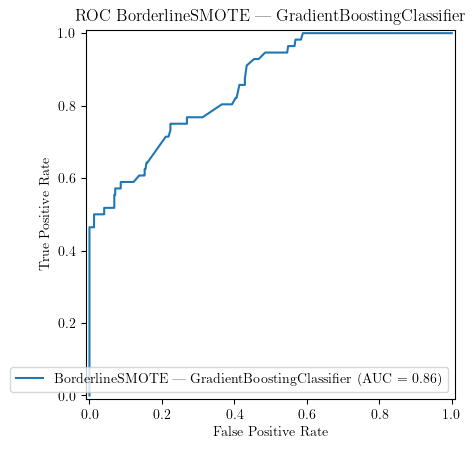 ROC BorderlineSMOTE — GradientBoostingClassifier
1.0
0.8
0.6
0.4
0.2
0.0
True Positive Rate
BorderlineSMOTE — GradientBoostingClassifier (AUC = 0.86)
0.0 0.2 0.4 0.6 0.8 1.0
False Positive Rate